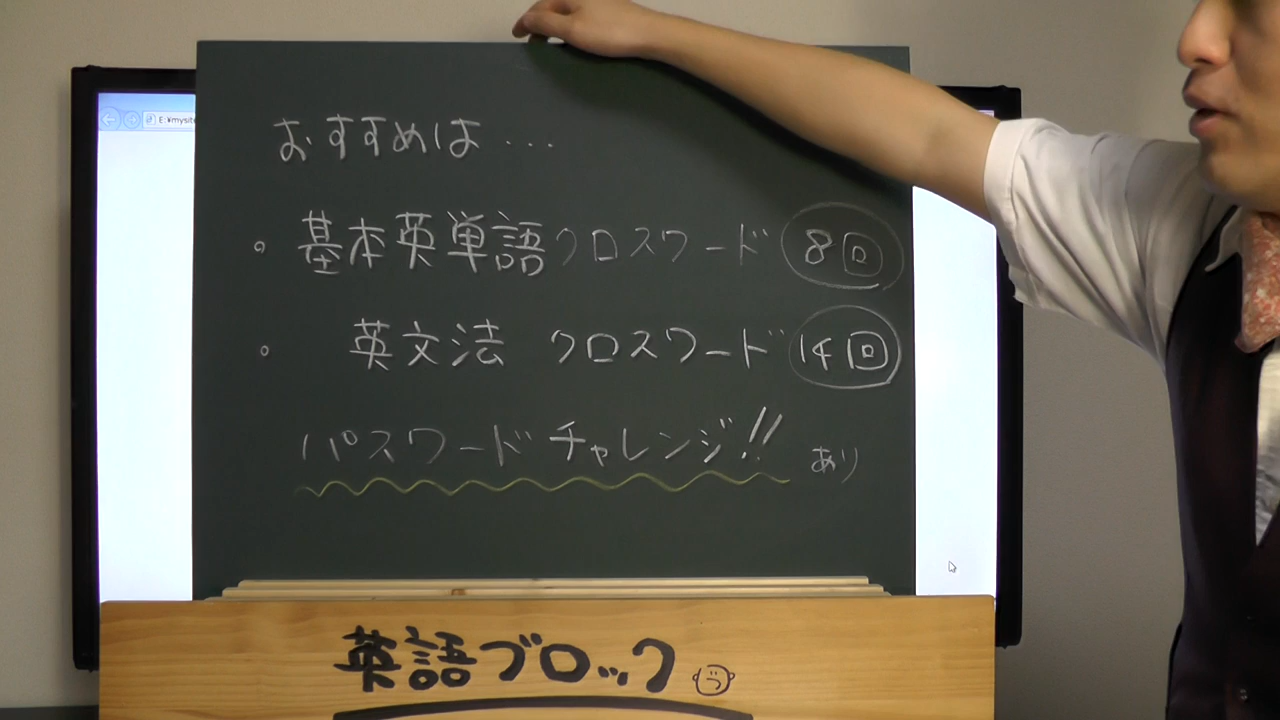 E:¥mysite
おすすめは...
。基本英単語クロスワード 8回
。英文法 クロスワード 14回
パスワードチャレンジ!! あり
英語ブロック